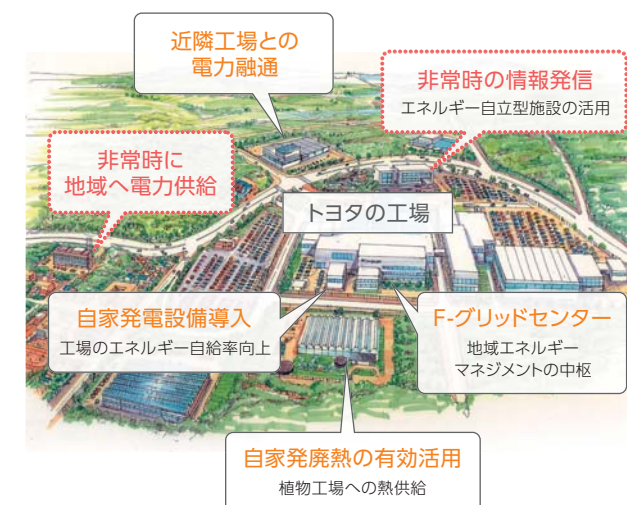 近隣工場との
電力融通
非常時の情報発信
エネルギー自立型施設の活用
非常時に
地域へ電力供給
トヨタの工場
自家発電設備導入
工場のエネルギー自給率向上
F-グリッドセンター
地域エネルギー
マネジメントの中枢
自家発廃熱の有効活用
植物工場への熱供給